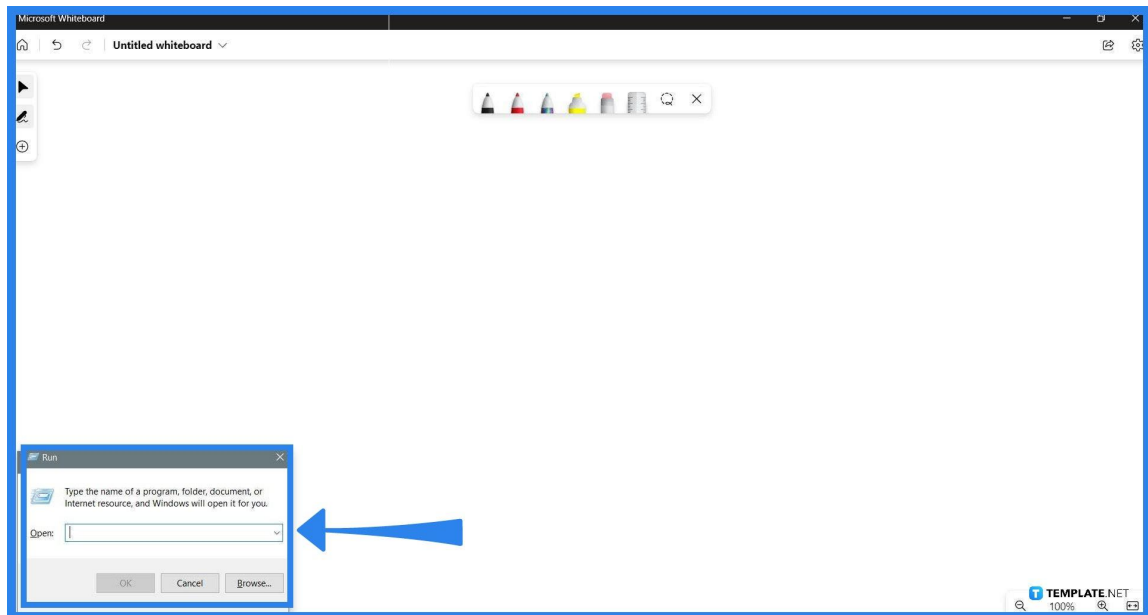 Microsoft Whiteboard
Untitled whiteboard
Run
Type the name of a program, folder, document, or
Internet resource, and Windows will open it for you.
Open:
OK Cancel Browse...
T TEMPLATE.NET
100%